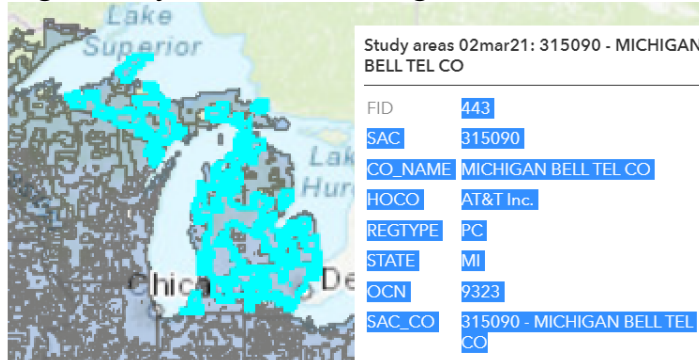 Lake
Superior
Lak
Hur
Chic
De
Study areas 02mar21: 315090 - MICHIGAN
BELL TEL CO
FID 443
SAC 315090
CO_NAME MICHIGAN BELL TEL CO
HOCO AT&T Inc.
REGTYPE PC
STATE MI
OCN 9323
SAC_CO 315090 - MICHIGAN BELL TEL
CO